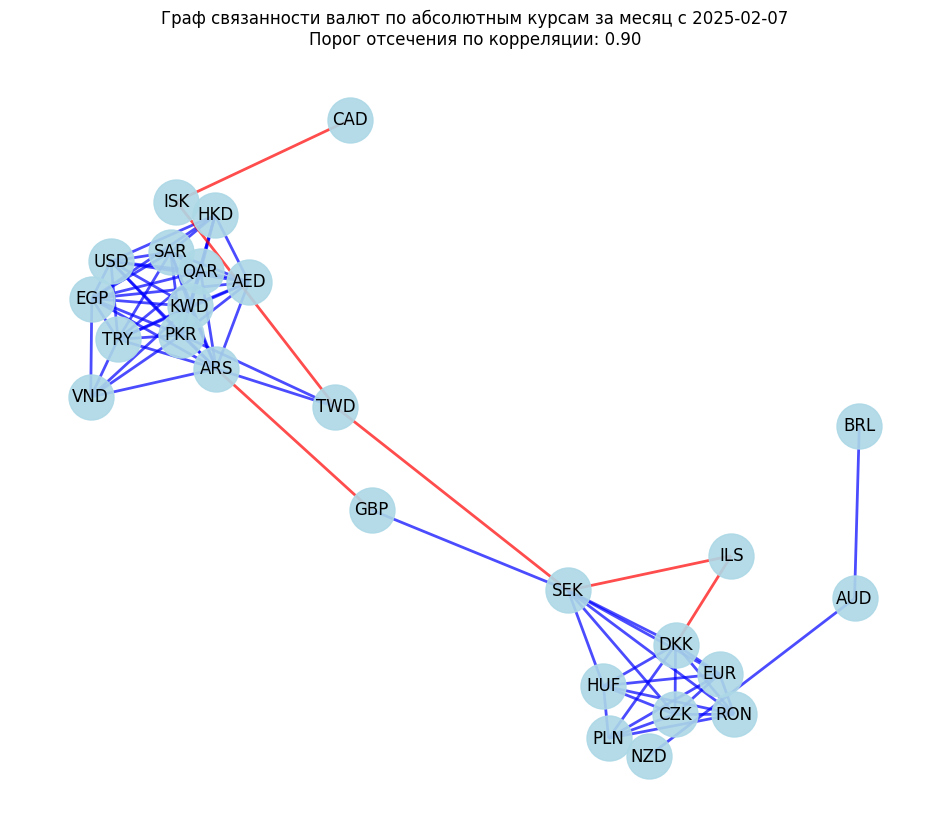 Граф связанности валют по абсолютным курсам за месяц с 2025-02-07
Порог отсечения по корреляции: 0.90
CAD
ISK
HKD
SAR
USD
QAR
AED
EGP
KWD
PKR
TRY
ARS
VND
TWD
BRL
GBP
ILS
SEK
AUD
DKK
EUR
HUF
CZK
RON
PLN
NZD